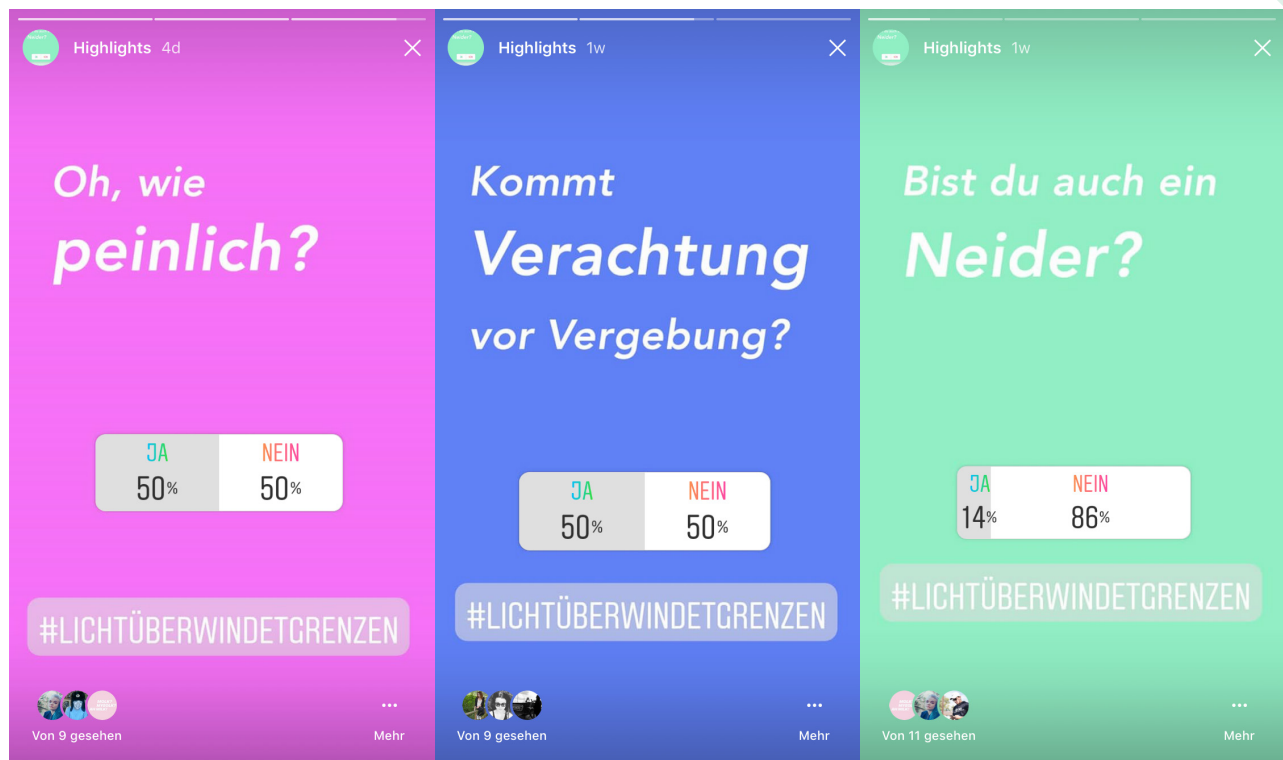 Highlights 4d
Oh, wie
peinlich?
JA NEIN
50% 50%
#LICHTÜBERWINDETGRENZEN
Von 9 gesehen Mehr
Highlights 1w
Kommt
Verachtung
vor Vergebung?
JA NEIN
50% 50%
#LICHTÜBERWINDETGRENZEN
Von 9 gesehen Mehr
Highlights 1w
Bist du auch ein
Neider?
JA NEIN
14% 86%
#LICHTÜBERWINDETGRENZEN
Von 11 gesehen Mehr